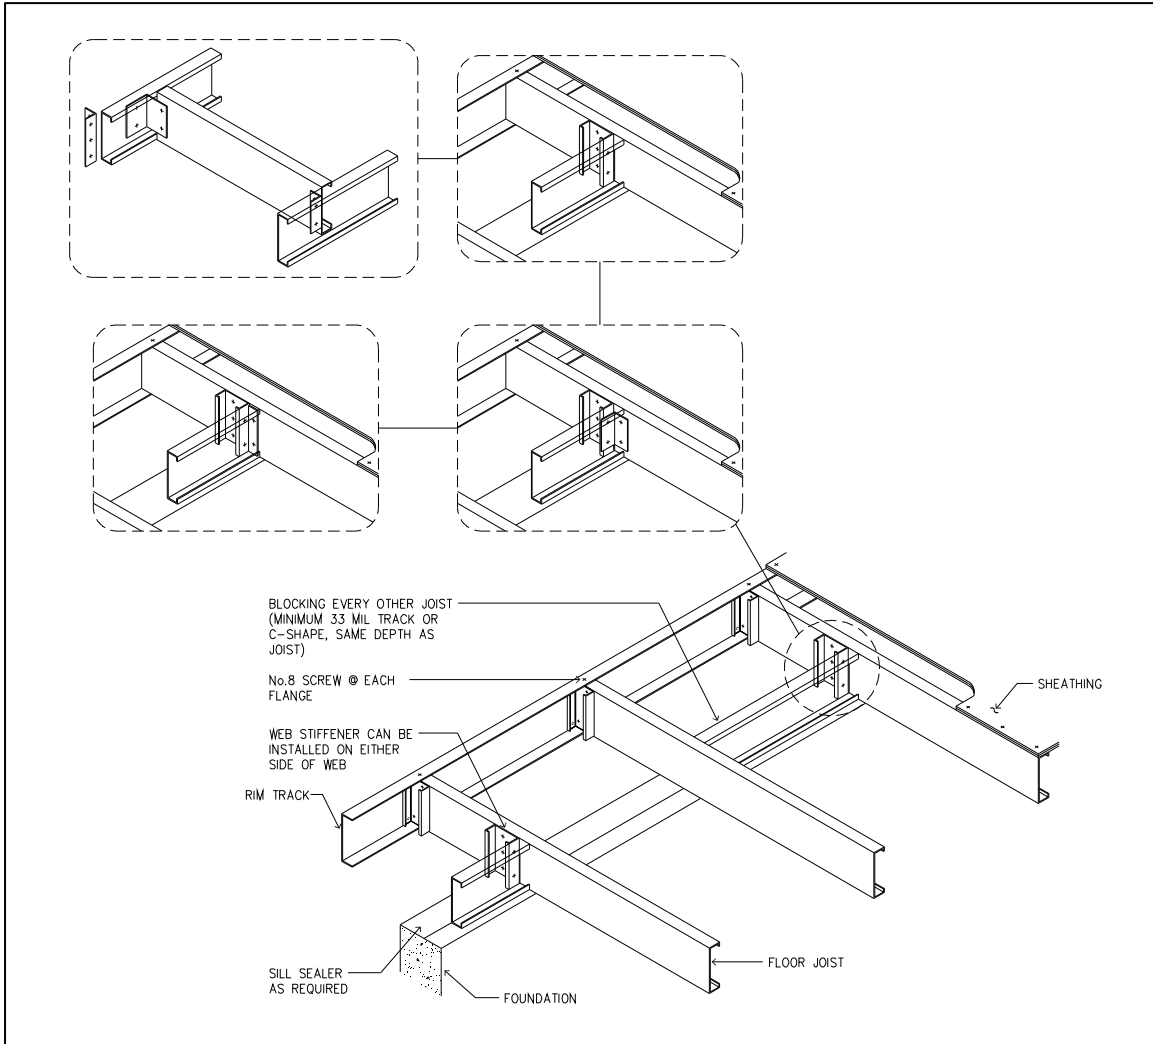 BLOCKING EVERY OTHER JOIST
(MINIMUM 33 MIL TRACK OR
C-SHAPE, SAME DEPTH AS
JOIST)
No.8 SCREW @ EACH
FLANGE
SHEATHING
WEB STIFFENER CAN BE
INSTALLED ON EITHER
SIDE OF WEB
RIM TRACK
FLOOR JOIST
SILL SEALER
AS REQUIRED
FOUNDATION